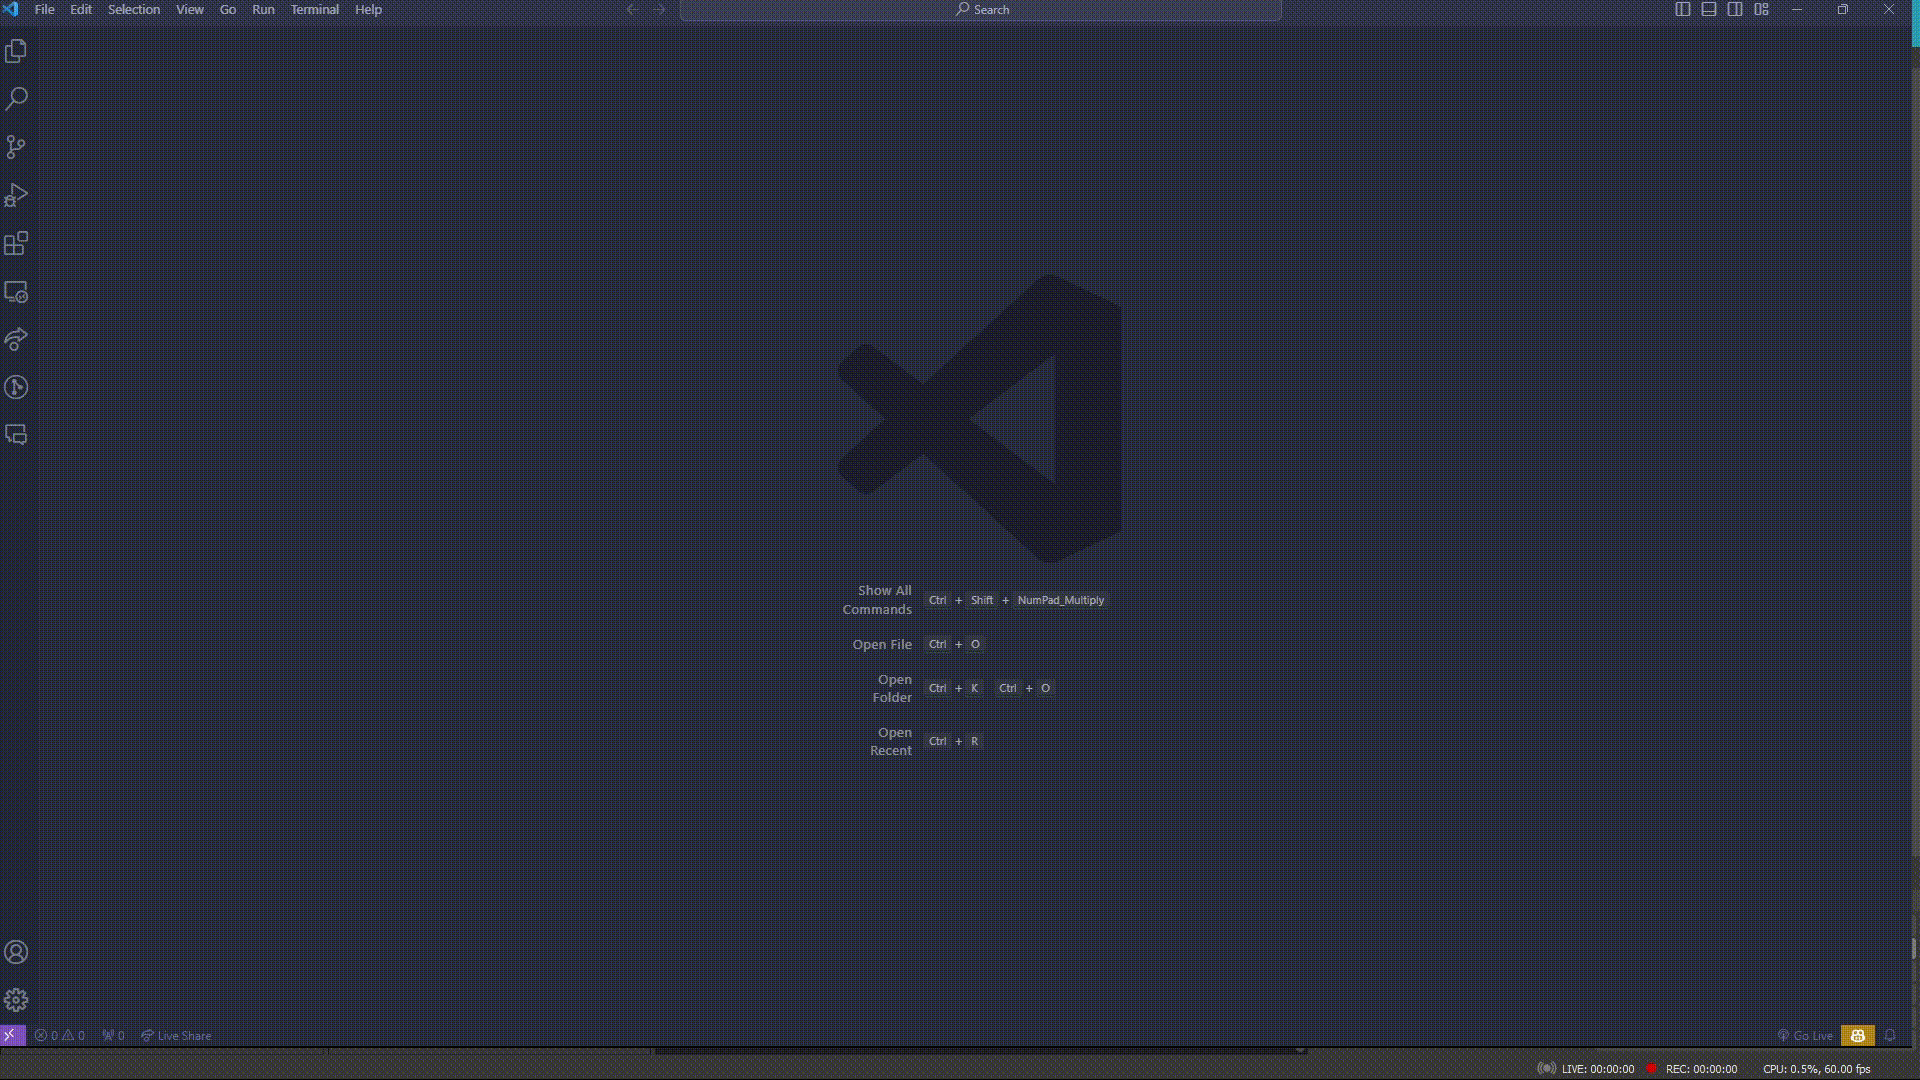 File Edit Selection View Go Run Terminal Help
Search
Show All
Commands
Ctrl + Shift + NumPad_Multiply
Open File Ctrl + O
Open
Folder
Ctrl + K Ctrl + O
Open
Recent
Ctrl + R
0 0 0 Live Share
Go Live
LIVE: 00:00:00 REC: 00:00:00 CPU: 0.5%, 60.00 fps